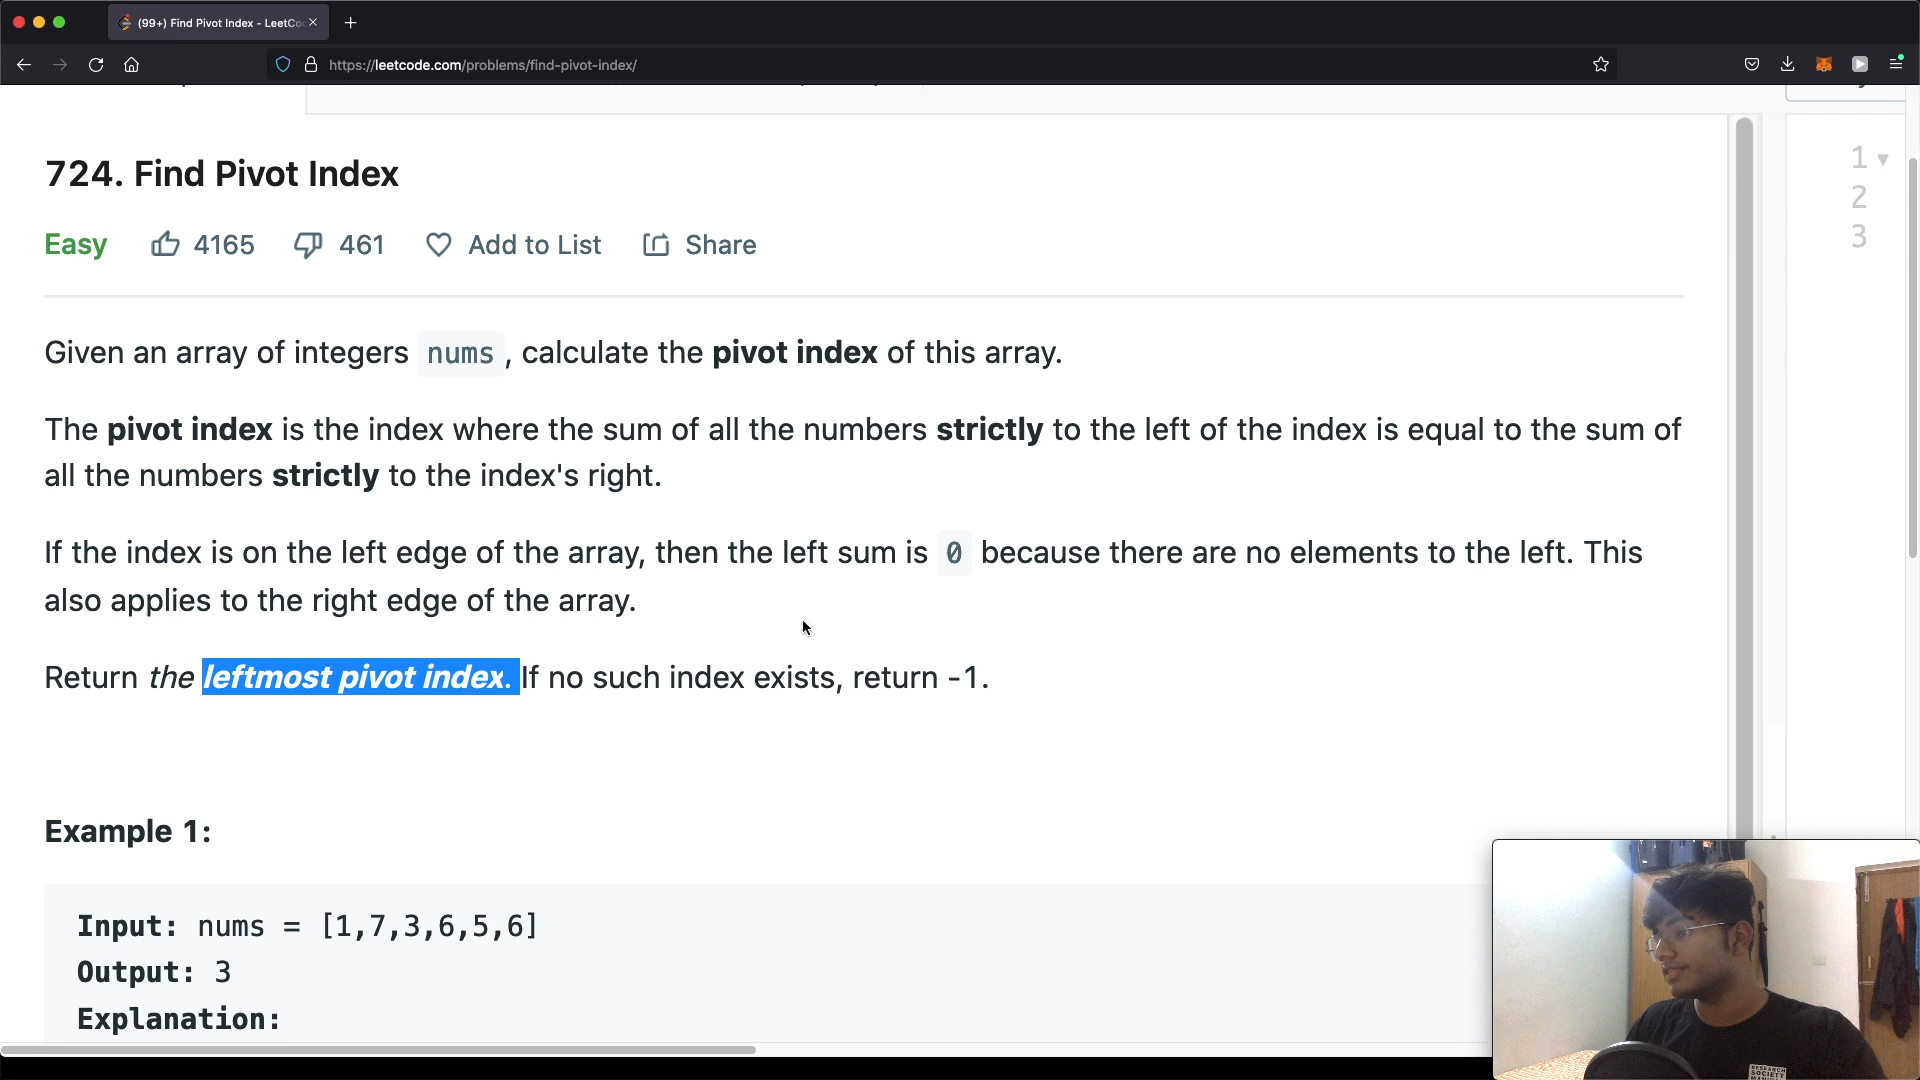 (99+) Find Pivot Index - LeetCo
https://leetcode.com/problems/find-pivot-index/
724. Find Pivot Index
Easy 4165 461 Add to List Share
1
2
3
Given an array of integers nums , calculate the pivot index of this array.
The pivot index is the index where the sum of all the numbers strictly to the left of the index is equal to the sum of
all the numbers strictly to the index's right.
If the index is on the left edge of the array, then the left sum is 0 because there are no elements to the left. This
also applies to the right edge of the array.
Return the leftmost pivot index. If no such index exists, return -1.
Example 1:
Input: nums = [1,7,3,6,5,6]
Output: 3
Explanation:
RESEARCH
SOCIETY